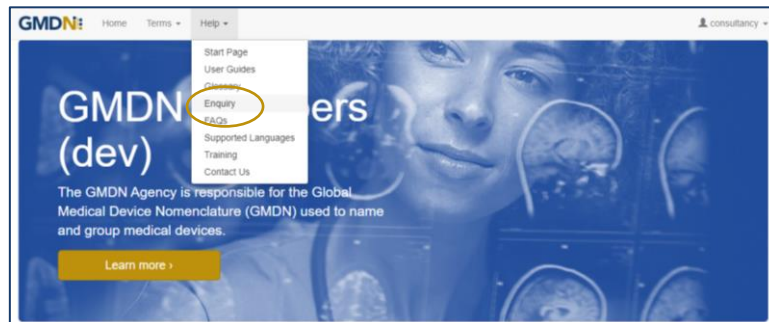 GMDN
Home Terms Help consultancy
Start Page
User Guides
Glossary
Enquiry
FAQs
Supported Languages
Training
Contact Us
GMDN ers
(dev)
The GMDN Agency is responsible for the Global
Medical Device Nomenclature (GMDN) used to name
and group medical devices.
Learn more ›